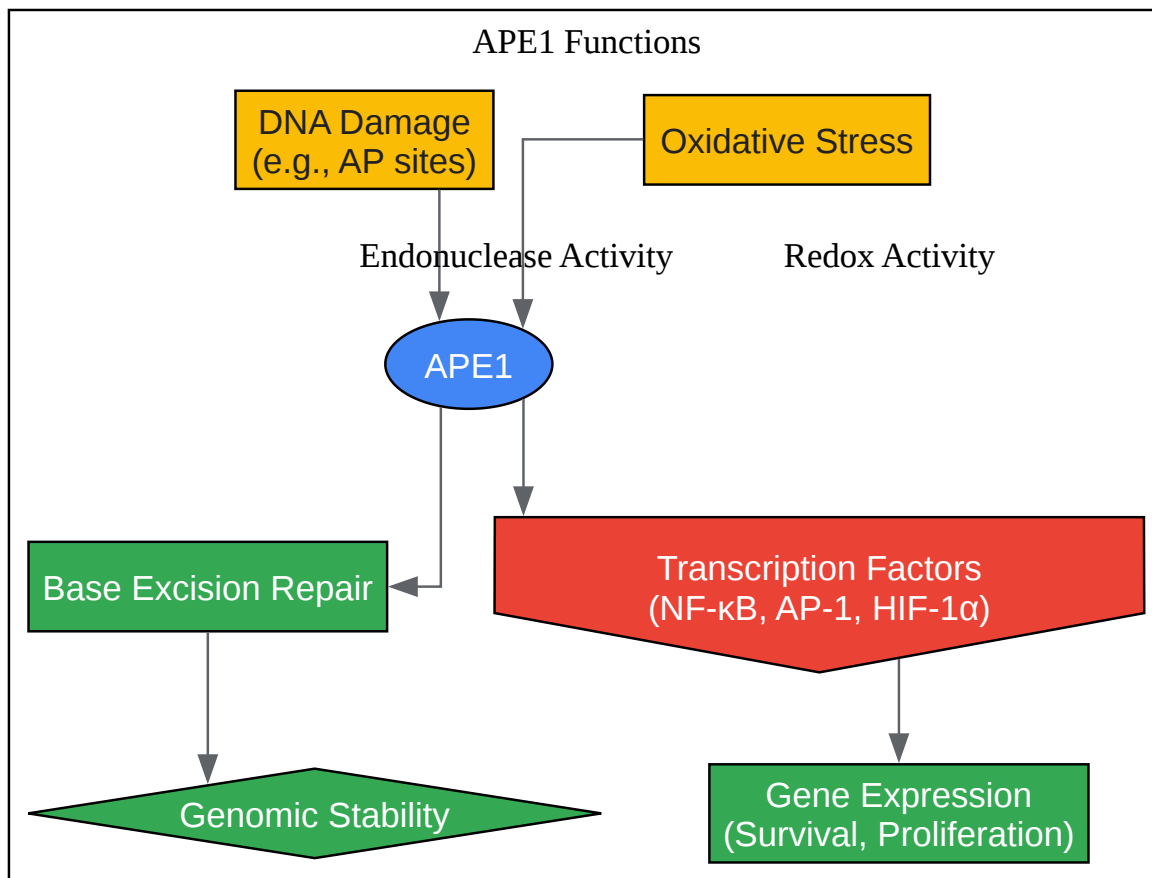 APE1 Functions
DNA Damage
(e.g., AP sites)
Oxidative Stress
Endonuclease Activity
Redox Activity
APE1
Base Excision Repair
Transcription Factors
(NF-κB, AP-1, HIF-1α)
Genomic Stability
Gene Expression
(Survival, Proliferation)